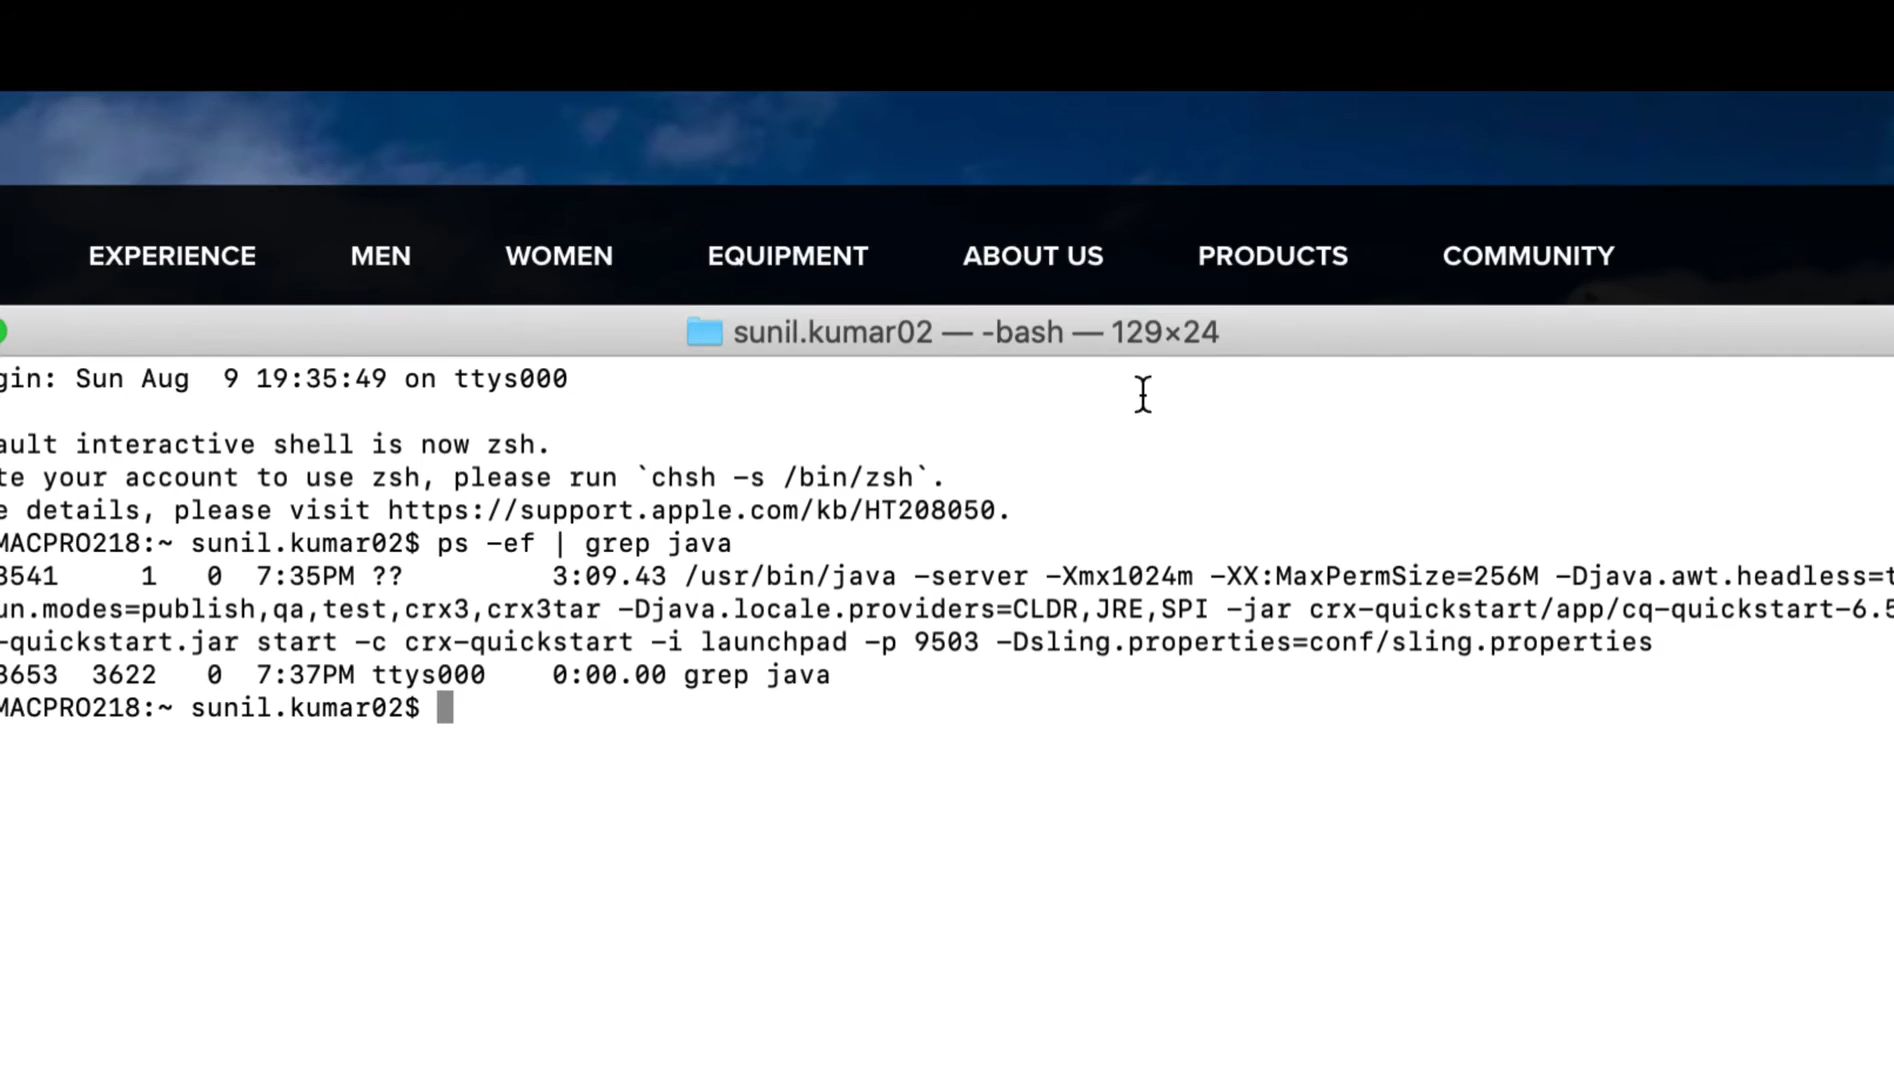 EXPERIENCE MEN WOMEN EQUIPMENT ABOUT US PRODUCTS COMMUNITY
sunil.kumar02 — -bash — 129×24
gin: Sun Aug  9 19:35:49 on ttys000
ault interactive shell is now zsh.
te your account to use zsh, please run `chsh -s /bin/zsh`.
e details, please visit https://support.apple.com/kb/HT208050.
MACPRO218:~ sunil.kumar02$ ps -ef | grep java
3541     1   0  7:35PM ??         3:09.43 /usr/bin/java -server -Xmx1024m -XX:MaxPermSize=256M -Djava.awt.headless=t
un.modes=publish,qa,test,crx3,crx3tar -Djava.locale.providers=CLDR,JRE,SPI -jar crx-quickstart/app/cq-quickstart-6.5
-quickstart.jar start -c crx-quickstart -i launchpad -p 9503 -Dsling.properties=conf/sling.properties
3653  3622   0  7:37PM ttys000    0:00.00 grep java
MACPRO218:~ sunil.kumar02$